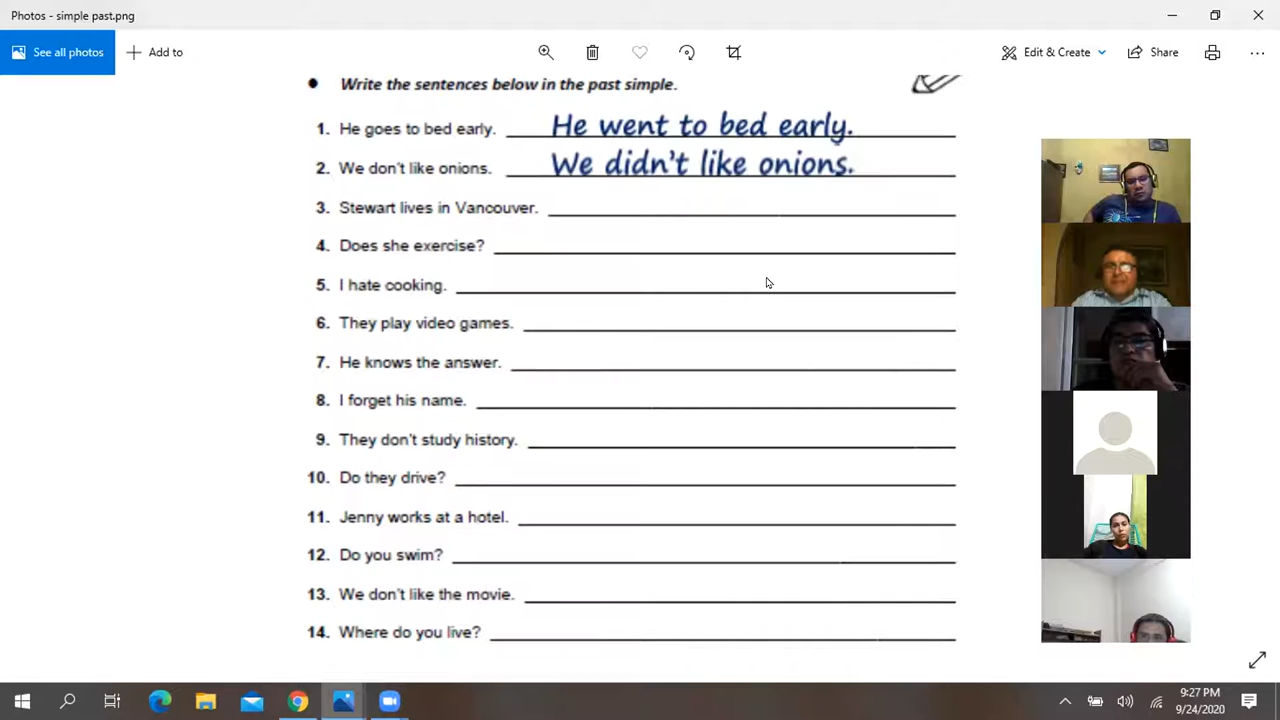 Photos - simple past.png
See all photos
Add to
Edit & Create
Share
Write the sentences below in the past simple.
1. He goes to bed early. He went to bed early.
2. We don't like onions. We didn't like onions.
3. Stewart lives in Vancouver.
4. Does she exercise?
5. I hate cooking.
6. They play video games.
7. He knows the answer.
8. I forget his name.
9. They don't study history.
10. Do they drive?
11. Jenny works at a hotel.
12. Do you swim?
13. We don't like the movie.
14. Where do you live?
9:27 PM
9/24/2020